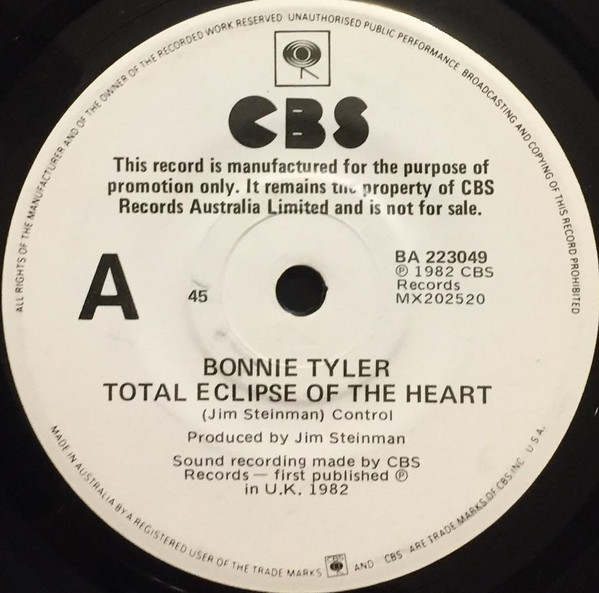 ALL RIGHTS OF THE MANUFACTURER AND OF THE OWNER OF THE RECORDED WORK RESERVED UNAUTHORISED PUBLIC PERFORMANCE BROADCASTING AND COPYING OF THIS RECORD PROHIBITED
CBS
This record is manufactured for the purpose of
promotion only. It remains the property of CBS
Records Australia Limited and is not for sale.
A
45
BA 223049
℗ 1982 CBS
Records
MX202520
BONNIE TYLER
TOTAL ECLIPSE OF THE HEART
(Jim Steinman) Control
Produced by Jim Steinman
Sound recording made by CBS
Records — first published ℗
in U.K. 1982
MADE IN AUSTRALIA BY A REGISTERED USER OF THE TRADE MARKS AND CBS ARE TRADE MARKS OF CBS INC U.S.A.